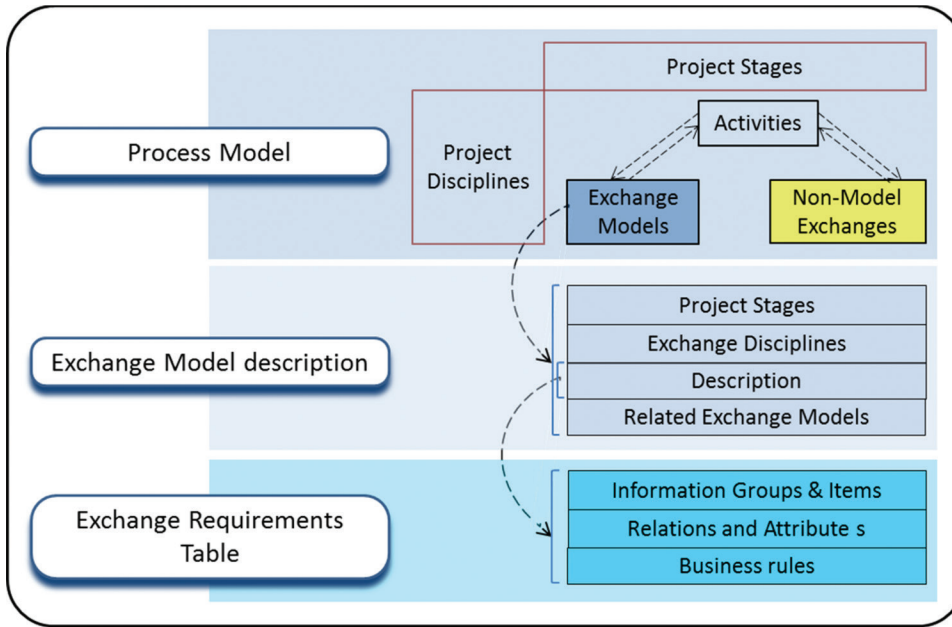 Project Stages
Activities
Process Model
Project
Disciplines
Exchange
Models
Non-Model
Exchanges
Project Stages
Exchange Disciplines
Exchange Model description
Description
Related Exchange Models
Information Groups & Items
Exchange Requirements
Table
Relations and Attribute s
Business rules